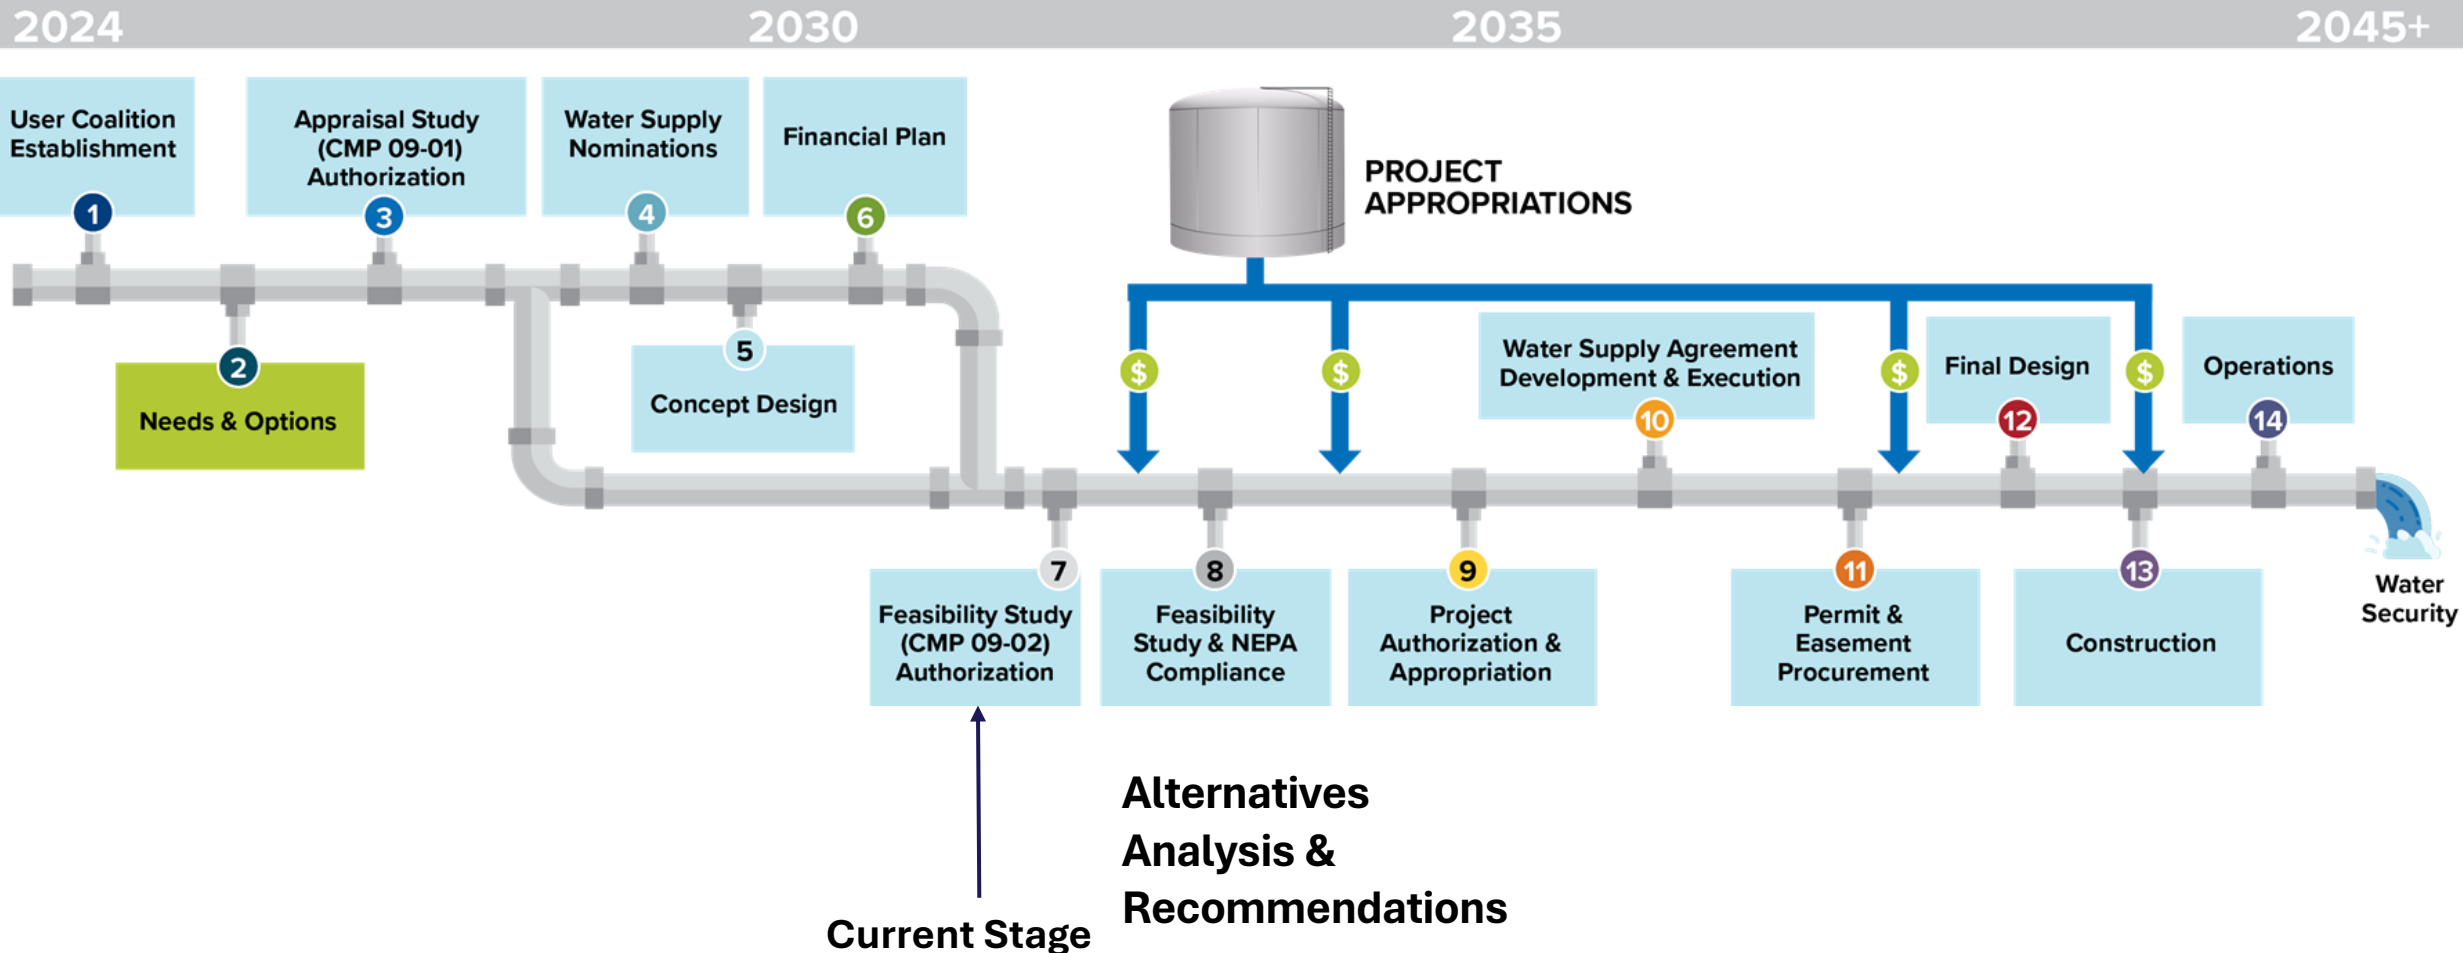 2024
2030
2035
2045+
User Coalition
Establishment
1
2
Needs & Options
Appraisal Study
(CMP 09-01)
Authorization
3
Water Supply
Nominations
4
5
Concept Design
Financial Plan
6
PROJECT
APPROPRIATIONS
$
$
$
$
7
Feasibility Study
(CMP 09-02)
Authorization
8
Feasibility
Study & NEPA
Compliance
9
Project
Authorization &
Appropriation
Water Supply Agreement
Development & Execution
10
11
Permit &
Easement
Procurement
Final Design
12
13
Construction
Operations
14
Water
Security
Current Stage
Alternatives
Analysis &
Recommendations